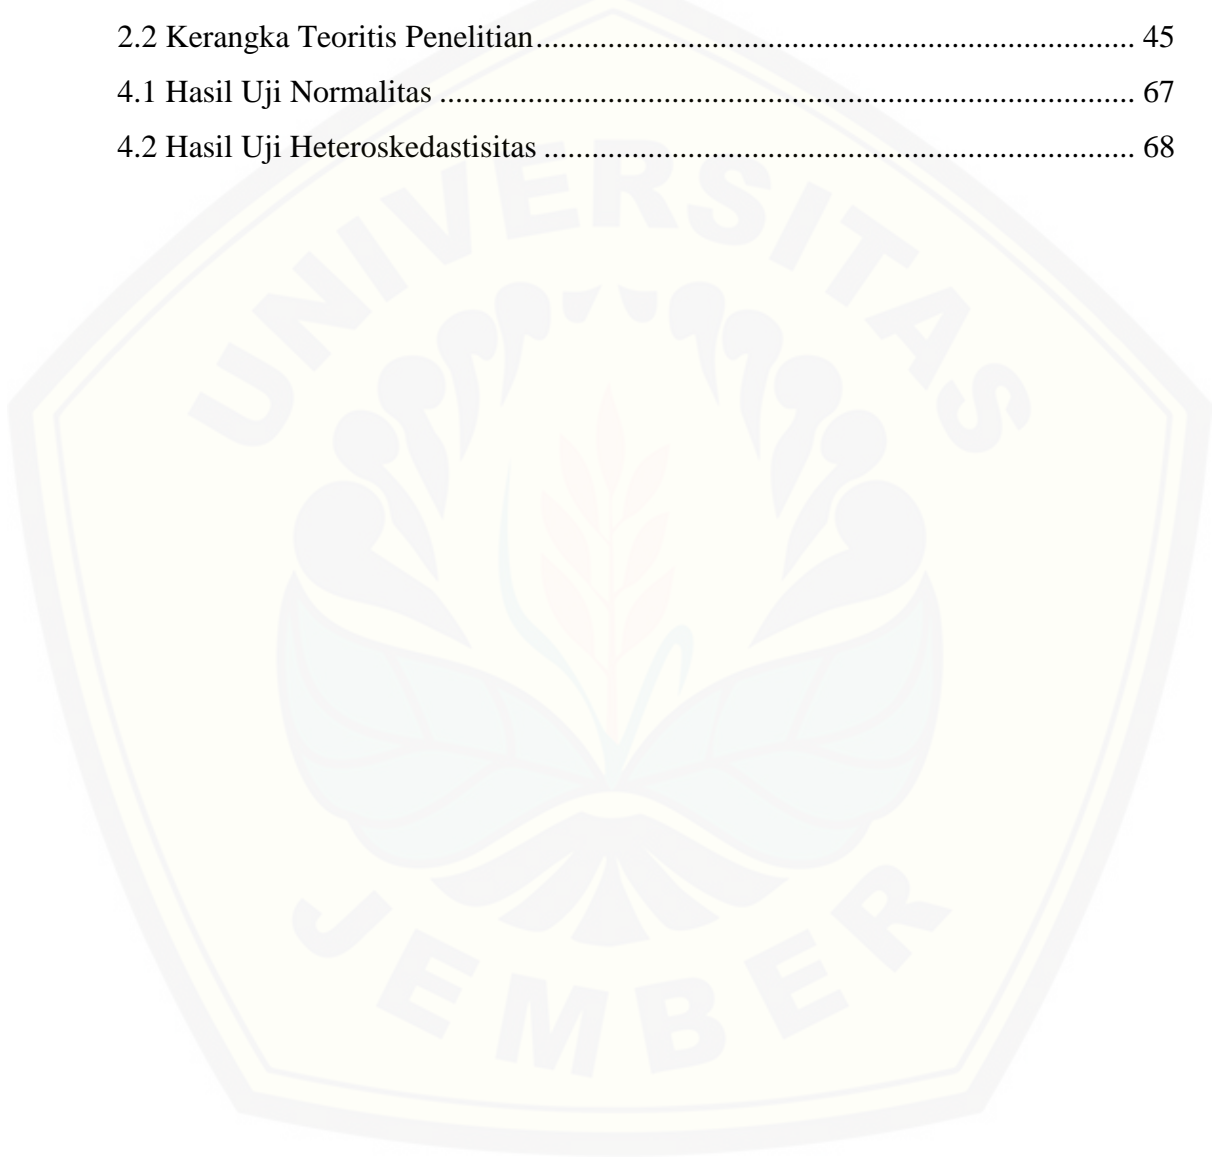 2.2 Kerangka Teoritis Penelitian........................................................................... 45
4.1 Hasil Uji Normalitas ....................................................................................... 67
4.2 Hasil Uji Heteroskedastisitas .......................................................................... 68
UNIVERSITAS
JEMBER